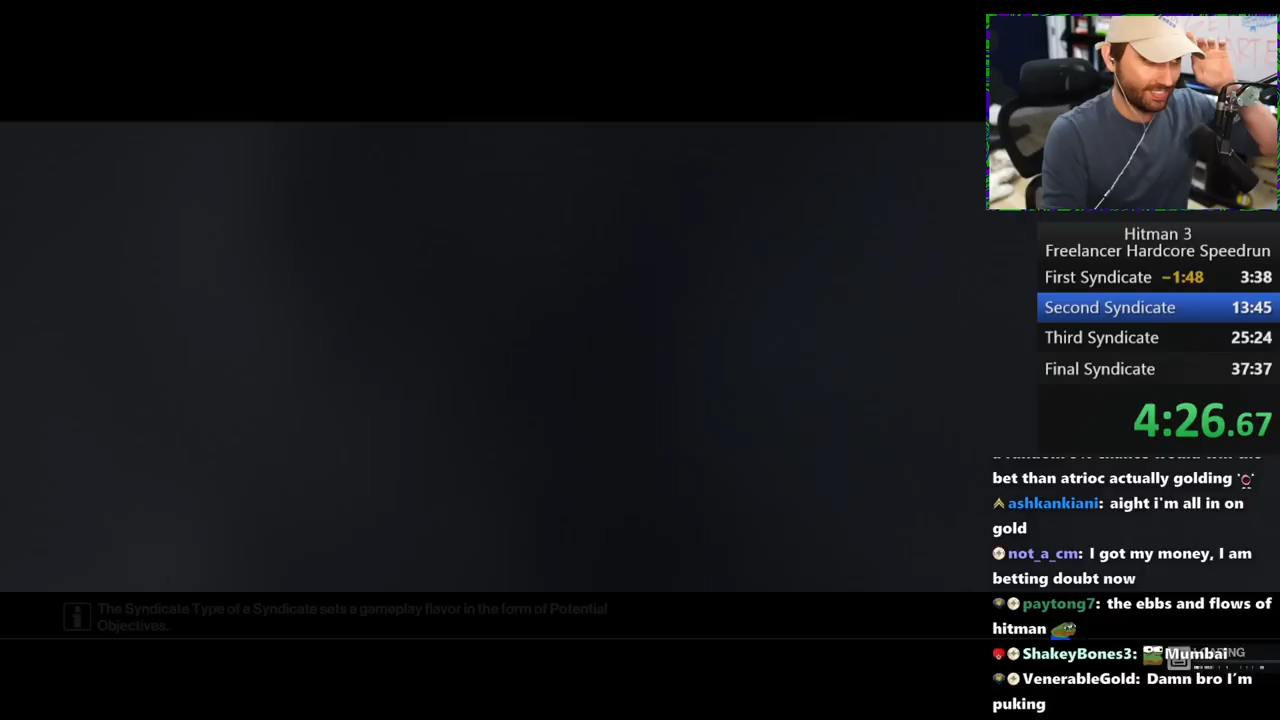 Hitman 3
Freelancer Hardcore Speedrun
First Syndicate -1:48 3:38
Second Syndicate 13:45
Third Syndicate 25:24
Final Syndicate 37:37
4:26.67
bet than atrioc actually golding
ashkankiani: aight i'm all in on
gold
not_a_cm: I got my money, I am
betting doubt now
paytong7: the ebbs and flows of
hitman
ShakeyBones3: Mumbai
VenerableGold: Damn bro I'm
puking
The Syndicate Type of a Syndicate sets a gameplay flavor in the form of Potential
Objectives.
LOADING